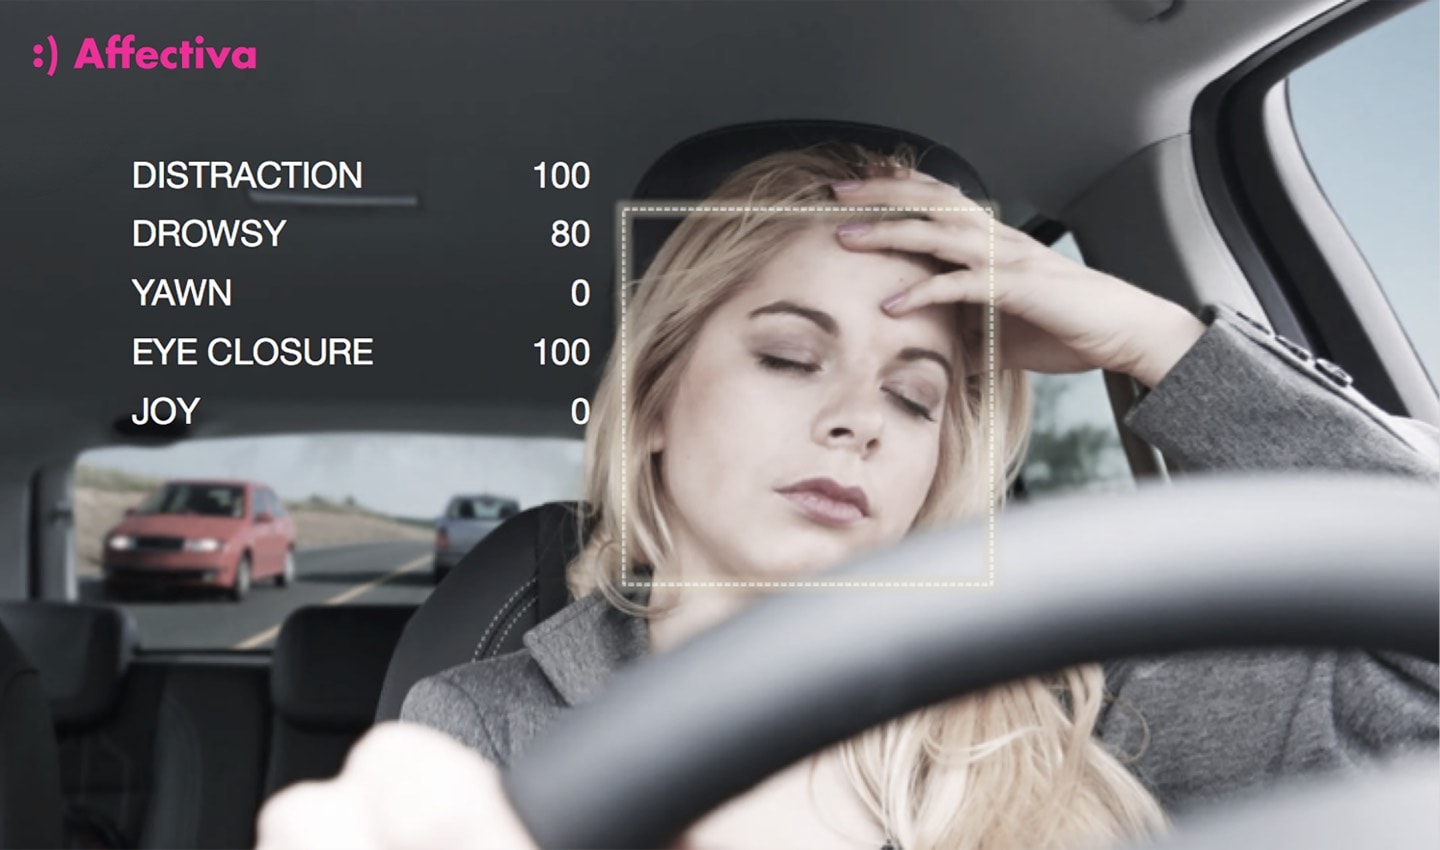 :) Affectiva
DISTRACTION 100
DROWSY 80
YAWN 0
EYE CLOSURE 100
JOY 0